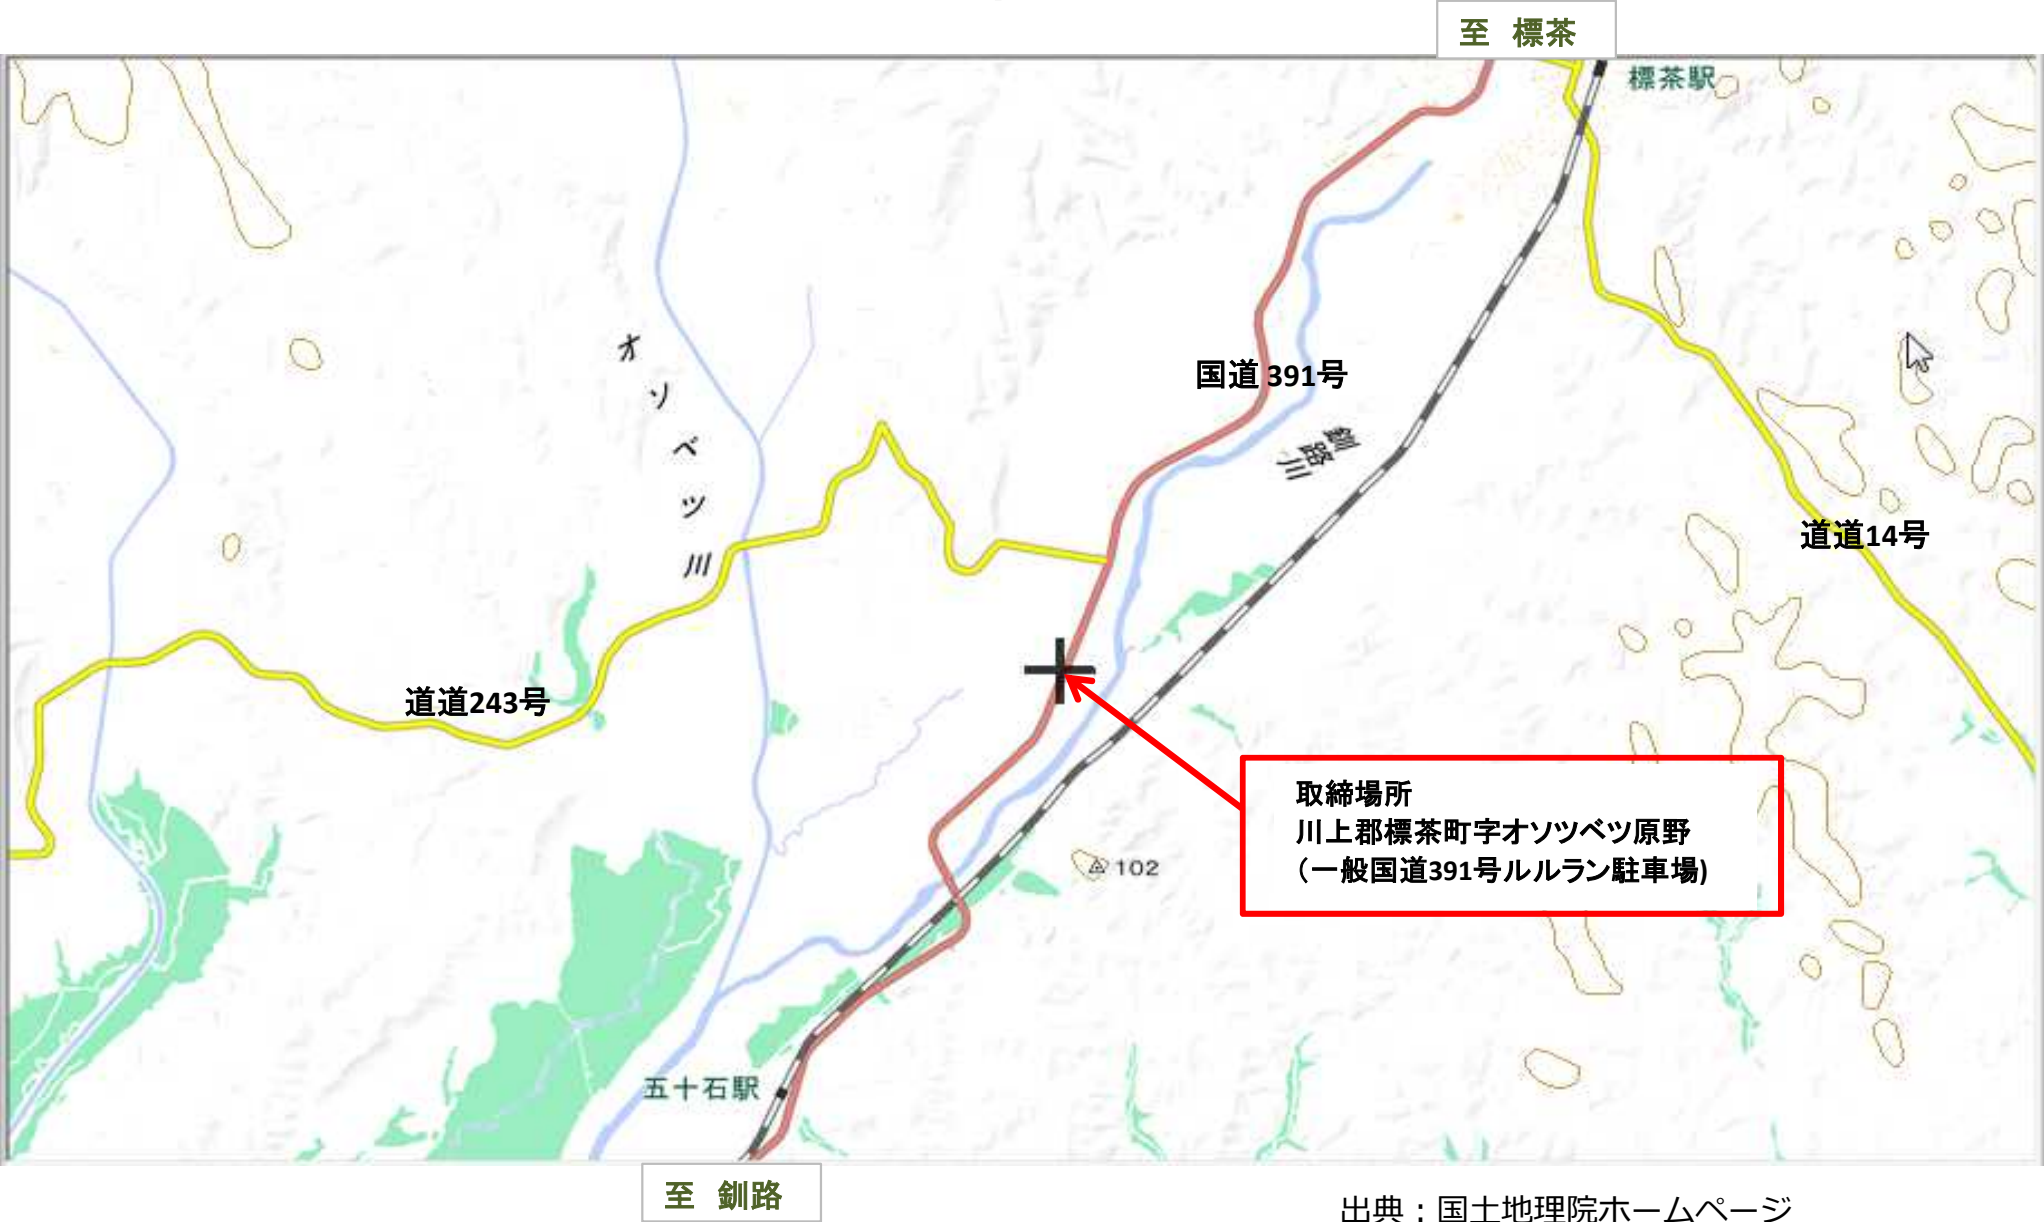 至 標茶
標茶駅
オソベツ川
国道391号
釧路川
道道14号
道道243号
取締場所
川上郡標茶町字オソツベツ原野
（一般国道391号ルルラン駐車場)
102
五十石駅
至 釧路
出典：国土地理院ホームページ